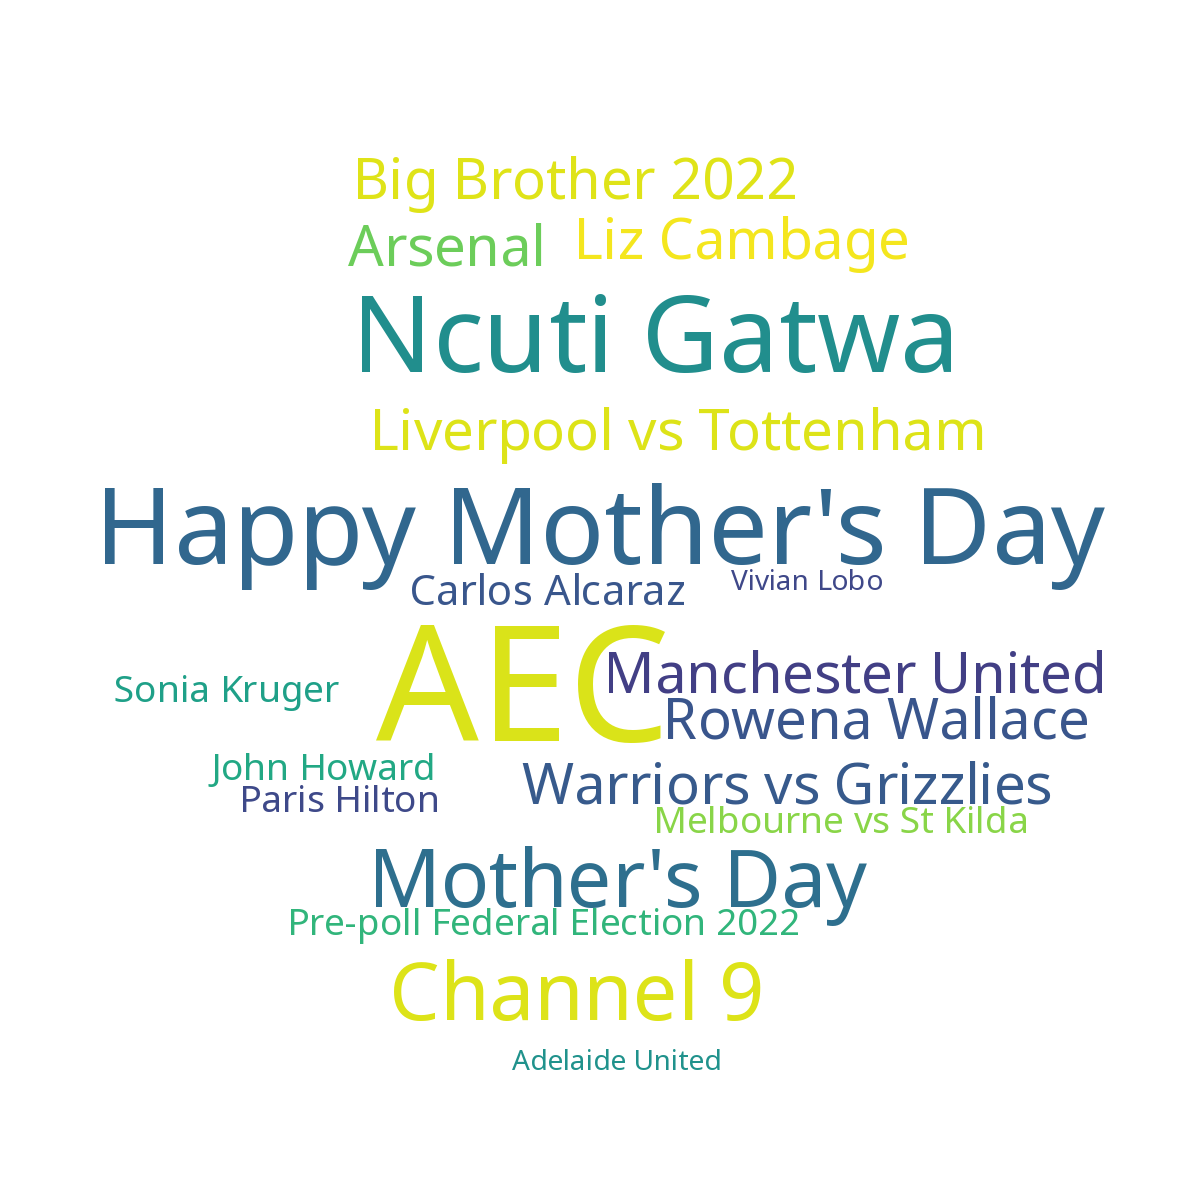 Big Brother 2022
Arsenal
Liz Cambage
Ncuti Gatwa
Liverpool vs Tottenham
Happy Mother's Day
Carlos Alcaraz
Vivian Lobo
AEC
Manchester United
Sonia Kruger
Rowena Wallace
John Howard
Warriors vs Grizzlies
Paris Hilton
Melbourne vs St Kilda
Mother's Day
Pre-poll Federal Election 2022
Channel 9
Adelaide United